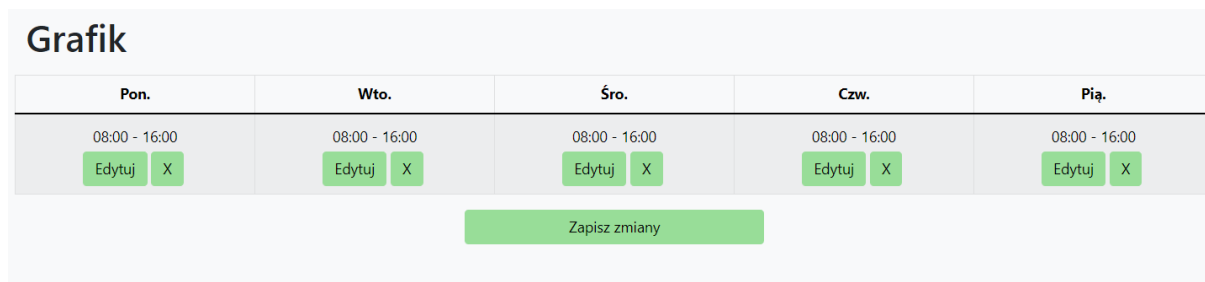 Grafik
Pon. Wto. Śro. Czw. Pią.
08:00 - 16:00 08:00 - 16:00 08:00 - 16:00 08:00 - 16:00 08:00 - 16:00
Edytuj X Edytuj X Edytuj X Edytuj X Edytuj X
Zapisz zmiany